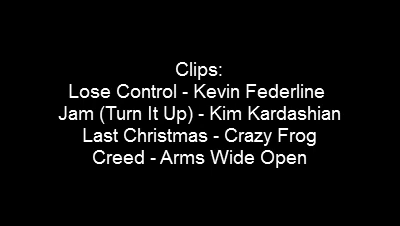 Clips:
Lose Control - Kevin Federline
Jam (Turn It Up) - Kim Kardashian
Last Christmas - Crazy Frog
Creed - Arms Wide Open